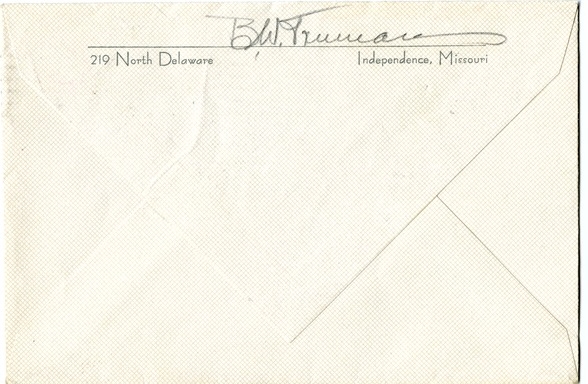 B.W. Truman
219 North Delaware Independence, Missouri